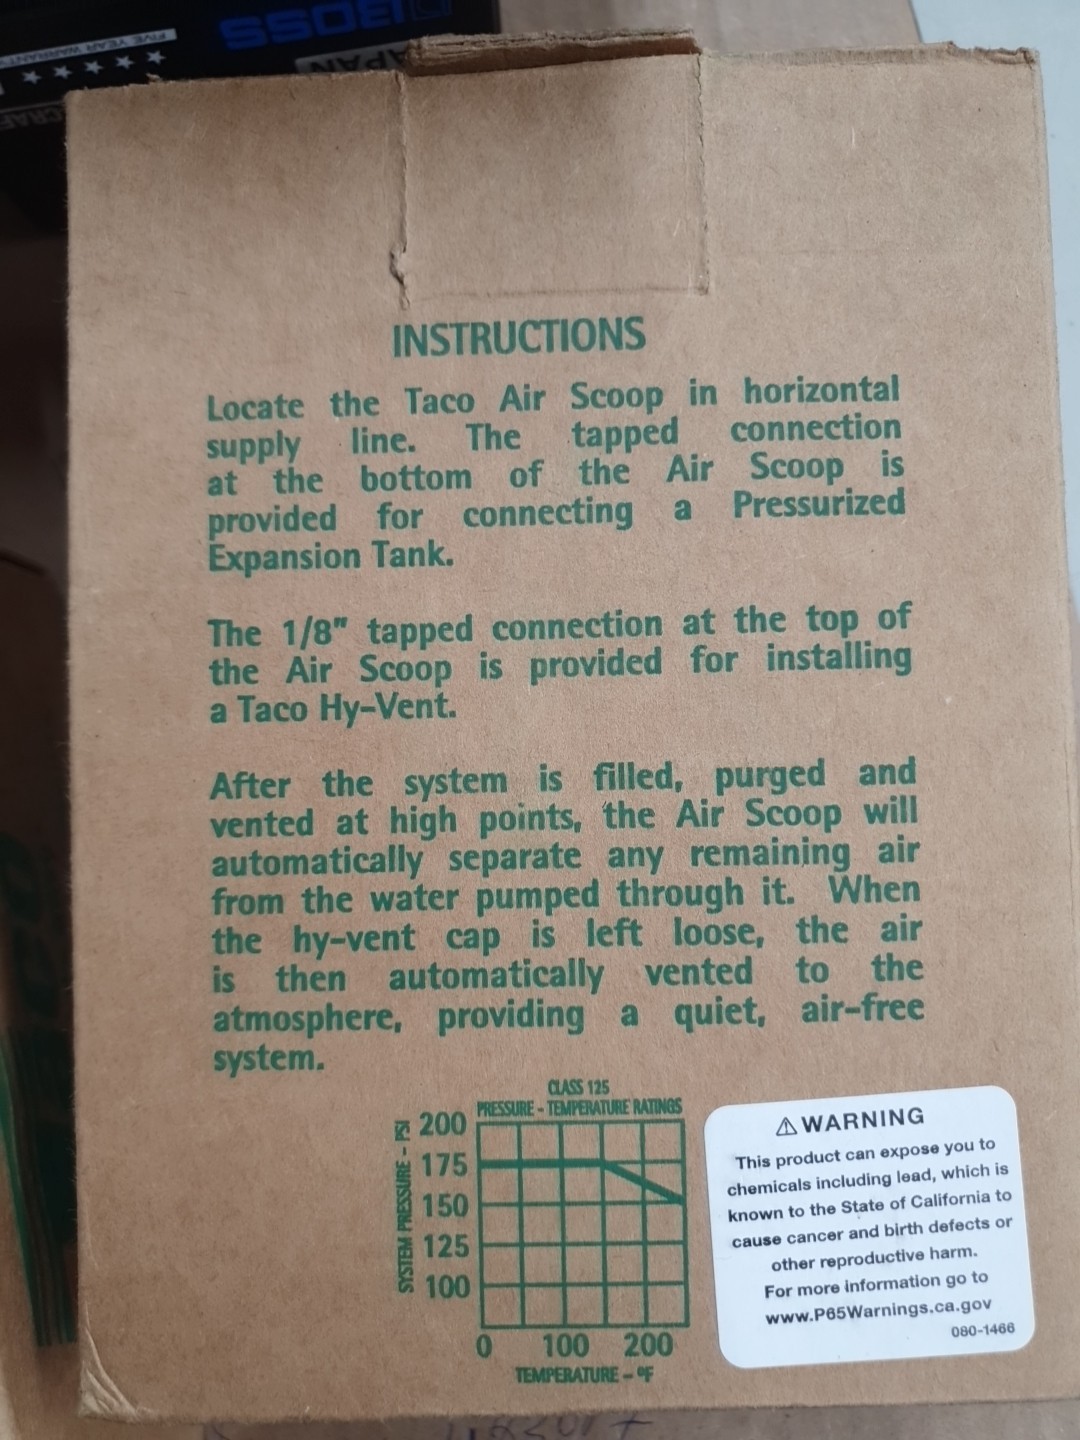 BOSS
FIVE YEAR WARRANTY
INSTRUCTIONS
Locate the Taco Air Scoop in horizontal
supply line. The tapped connection
at the bottom of the Air Scoop is
provided for connecting a Pressurized
Expansion Tank.
The 1/8" tapped connection at the top of
the Air Scoop is provided for installing
a Taco Hy-Vent.
After the system is filled, purged and
vented at high points, the Air Scoop will
automatically separate any remaining air
from the water pumped through it. When
the hy-vent cap is left loose, the air
is then automatically vented to the
atmosphere, providing a quiet, air-free
system.
CLASS 125
PRESSURE - TEMPERATURE RATINGS
SYSTEM PRESSURE - PSI
200
175
150
125
100
0 100 200
TEMPERATURE - °F
⚠ WARNING
This product can expose you to
chemicals including lead, which is
known to the State of California to
cause cancer and birth defects or
other reproductive harm.
For more information go to
www.P65Warnings.ca.gov
080-1466